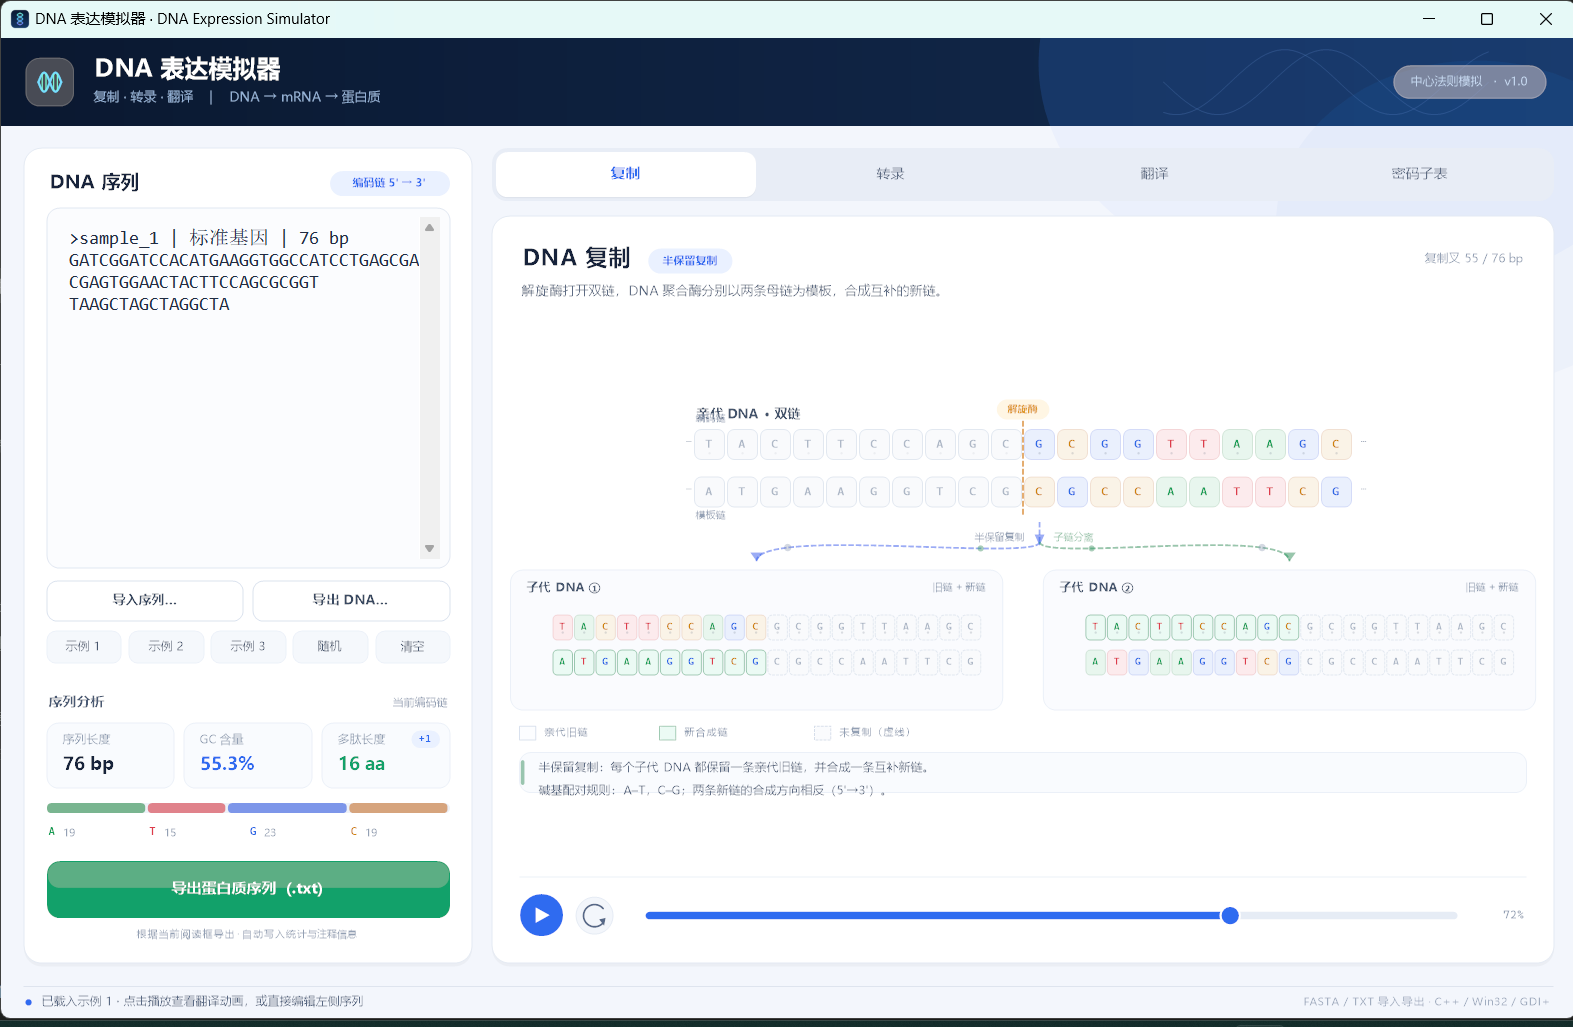 DNA 表达模拟器 · DNA Expression Simulator
DNA 表达模拟器
复制 · 转录 · 翻译 | DNA → mRNA → 蛋白质
中心法则模拟 · v1.0
DNA 序列
编码链 5' → 3'
>sample_1 | 标准基因 | 76 bp
GATCGGATCCACATGAAGGTGGCCATCCTGAGCGA
CGAGTGGAACTACTTCCAGCGCGGT
TAAGCTAGCTAGGCTA
导入序列...
导出 DNA...
示例 1
示例 2
示例 3
随机
清空
序列分析
当前编码链
序列长度
76 bp
GC 含量
55.3%
多肽长度
+1
16 aa
A 19
T 15
G 23
C 19
导出蛋白质序列 (.txt)
根据当前阅读框导出 · 自动写入统计与注释信息
复制
转录
翻译
密码子表
DNA 复制
半保留复制
复制叉 55 / 76 bp
解旋酶打开双链，DNA 聚合酶分别以两条母链为模板，合成互补的新链。
亲代 DNA · 双链
编码链
解旋酶
T A C T T C C A G C G C G G T T A A G C
A T G A A G G T C G C G C C A A T T C G
模板链
半保留复制
子链分离
子代 DNA ①
旧链 + 新链
T A C T T C C A G C G C G G T T A A G C
A T G A A G G T C G C G C C A A T T C G
子代 DNA ②
旧链 + 新链
T A C T T C C A G C G C G G T T A A G C
A T G A A G G T C G C G C C A A T T C G
亲代旧链
新合成链
未复制（虚线）
半保留复制：每个子代 DNA 都保留一条亲代旧链，并合成一条互补新链。
碱基配对规则：A–T，C–G；两条新链的合成方向相反（5'→3'）。
72%
已载入示例 1 · 点击播放查看翻译动画，或直接编辑左侧序列
FASTA / TXT 导入导出 · C++ / Win32 / GDI+